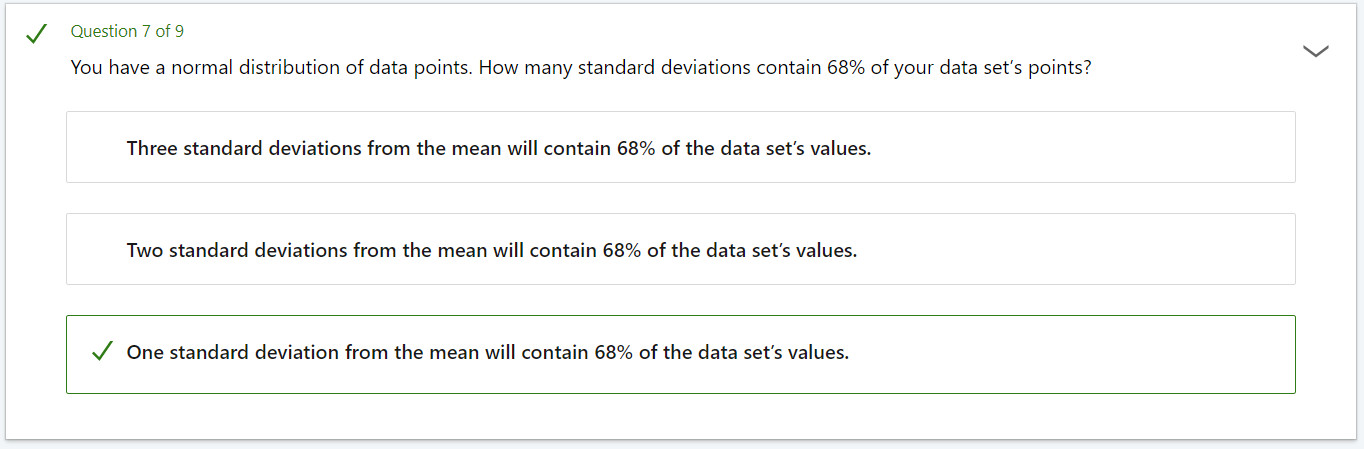 Question 7 of 9
You have a normal distribution of data points. How many standard deviations contain 68% of your data set's points?
Three standard deviations from the mean will contain 68% of the data set's values.
Two standard deviations from the mean will contain 68% of the data set's values.
One standard deviation from the mean will contain 68% of the data set's values.